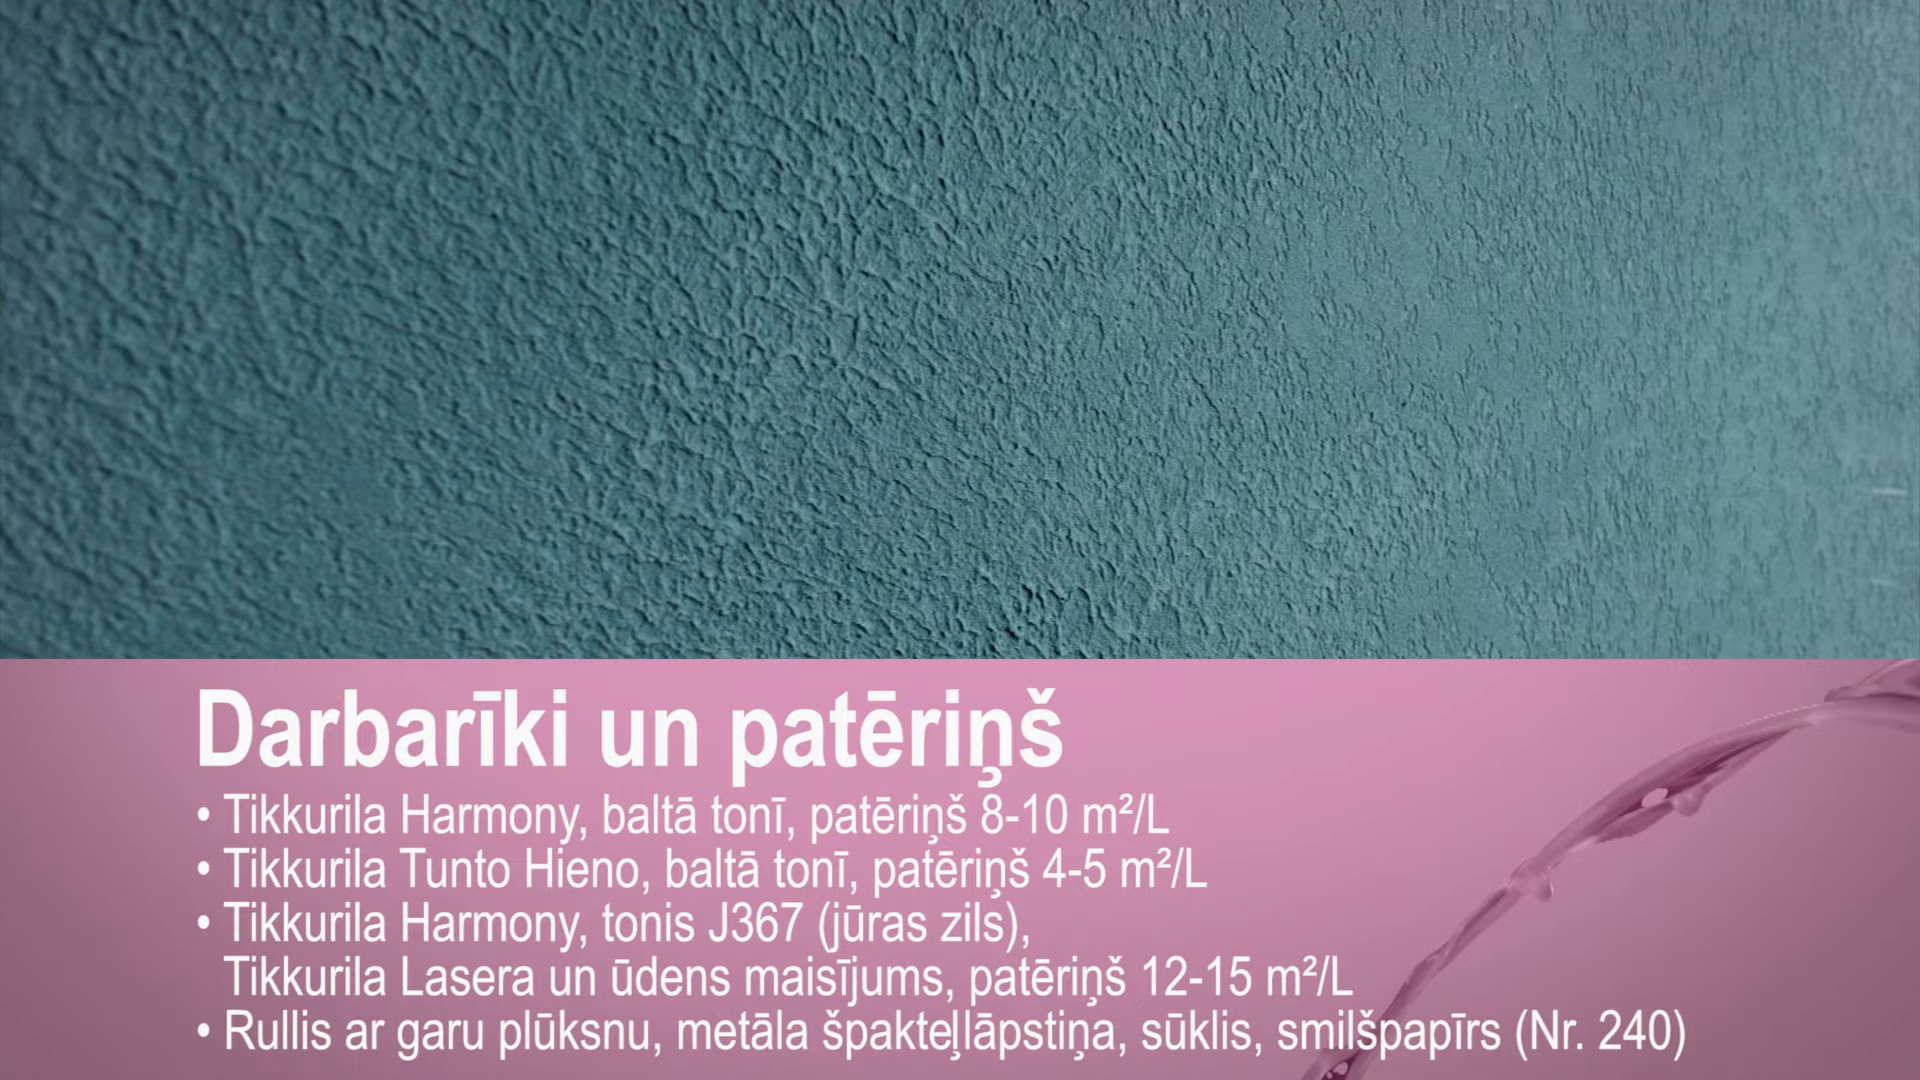 Darbarīki un patēriņš
• Tikkurila Harmony, baltā tonī, patēriņš 8-10 m²/L
• Tikkurila Tunto Hieno, baltā tonī, patēriņš 4-5 m²/L
• Tikkurila Harmony, tonis J367 (jūras zils),
Tikkurila Lasera un ūdens maisījums, patēriņš 12-15 m²/L
• Rullis ar garu plūksnu, metāla špakteļlāpstiņa, sūklis, smilšpapīrs (Nr. 240)